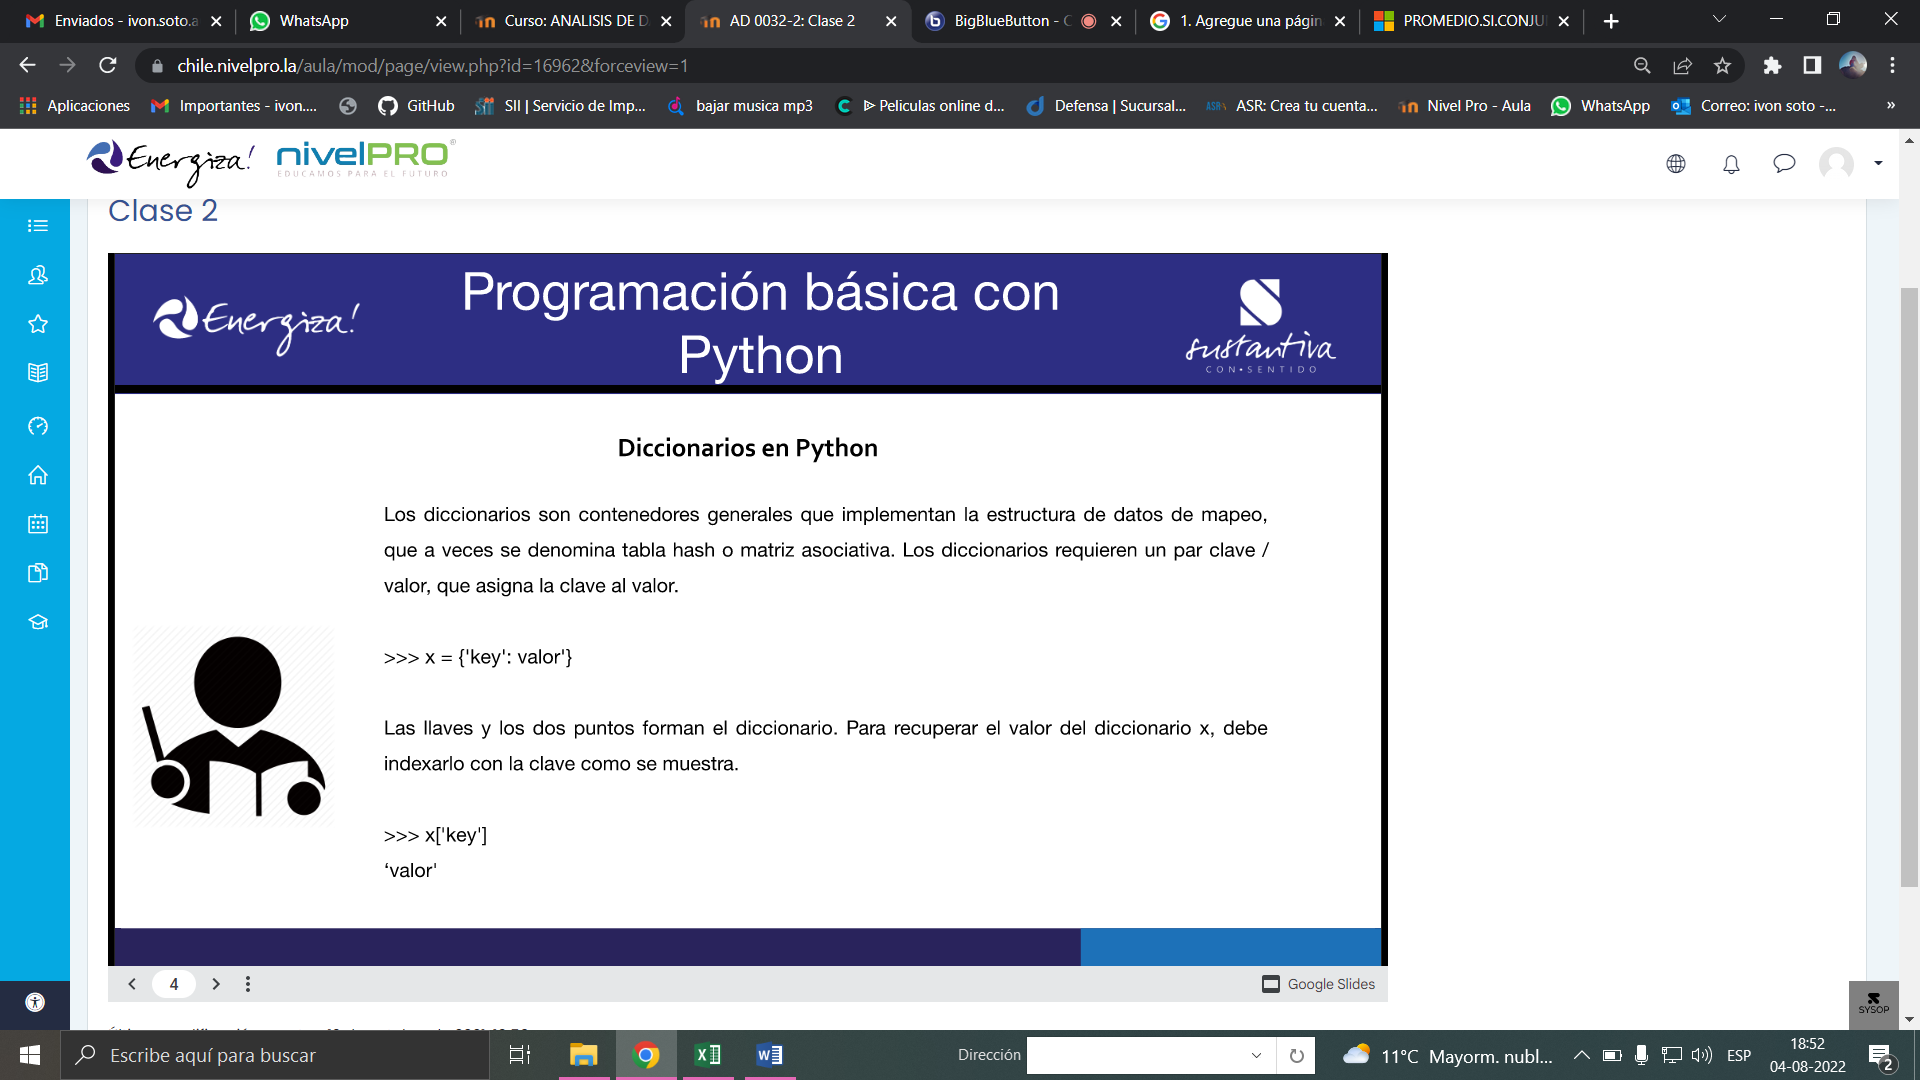 Enviados - ivon.soto.a
WhatsApp
Curso: ANALISIS DE D
AD 0032-2: Clase 2
BigBlueButton - C
1. Agregue una págin
PROMEDIO.SI.CONJU
chile.nivelpro.la/aula/mod/page/view.php?id=16962&forceview=1
Aplicaciones
Importantes - ivon....
GitHub
SII | Servicio de Imp...
bajar musica mp3
ᐅ Peliculas online d...
Defensa | Sucursal...
ASR: Crea tu cuenta...
Nivel Pro - Aula
WhatsApp
Correo: ivon soto -...
»
Energiza!
nivelPRO
EDUCAMOS PARA EL FUTURO
Clase 2
Energiza!
Programación básica con
Python
sustantiva
CON•SENTIDO
Diccionarios en Python
Los diccionarios son contenedores generales que implementan la estructura de datos de mapeo,
que a veces se denomina tabla hash o matriz asociativa. Los diccionarios requieren un par clave /
valor, que asigna la clave al valor.
>>> x = {'key': valor'}
Las llaves y los dos puntos forman el diccionario. Para recuperar el valor del diccionario x, debe
indexarlo con la clave como se muestra.
>>> x['key']
‘valor'
4
Google Slides
SYSOP
Escribe aquí para buscar
Dirección
11°C Mayorm. nubl...
ESP
18:52
04-08-2022
2